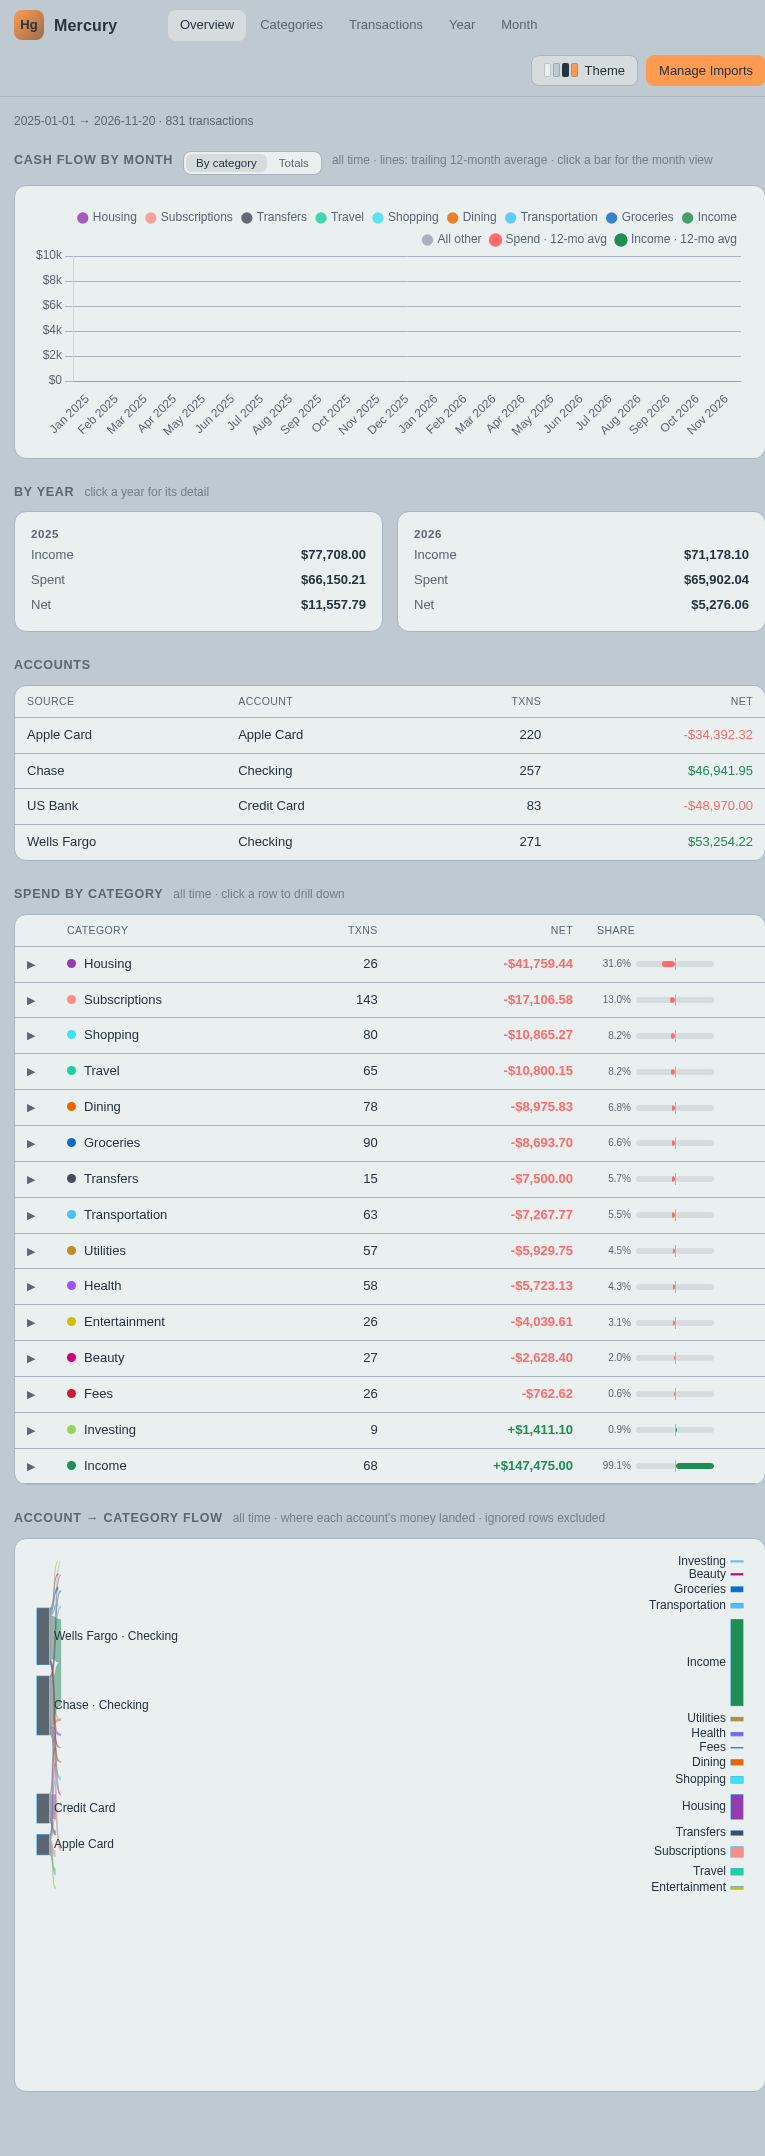 Hg Mercury Overview Categories Transactions Year Month
Theme Manage Imports
2025-01-01 → 2026-11-20 · 831 transactions
CASH FLOW BY MONTH By category Totals all time · lines: trailing 12-month average · click a bar for the month view
Housing Subscriptions Transfers Travel Shopping Dining Transportation Groceries Income
All other Spend · 12-mo avg Income · 12-mo avg
$10k
$8k
$6k
$4k
$2k
$0
Jan 2025 Feb 2025 Mar 2025 Apr 2025 May 2025 Jun 2025 Jul 2025 Aug 2025 Sep 2025 Oct 2025 Nov 2025 Dec 2025 Jan 2026 Feb 2026 Mar 2026 Apr 2026 May 2026 Jun 2026 Jul 2026 Aug 2026 Sep 2026 Oct 2026 Nov 2026
BY YEAR click a year for its detail
2025
Income $77,708.00
Spent $66,150.21
Net $11,557.79
2026
Income $71,178.10
Spent $65,902.04
Net $5,276.06
ACCOUNTS
SOURCE ACCOUNT TXNS NET
Apple Card Apple Card 220 -$34,392.32
Chase Checking 257 $46,941.95
US Bank Credit Card 83 -$48,970.00
Wells Fargo Checking 271 $53,254.22
SPEND BY CATEGORY all time · click a row to drill down
CATEGORY TXNS NET SHARE
Housing 26 -$41,759.44 31.6%
Subscriptions 143 -$17,106.58 13.0%
Shopping 80 -$10,865.27 8.2%
Travel 65 -$10,800.15 8.2%
Dining 78 -$8,975.83 6.8%
Groceries 90 -$8,693.70 6.6%
Transfers 15 -$7,500.00 5.7%
Transportation 63 -$7,267.77 5.5%
Utilities 57 -$5,929.75 4.5%
Health 58 -$5,723.13 4.3%
Entertainment 26 -$4,039.61 3.1%
Beauty 27 -$2,628.40 2.0%
Fees 26 -$762.62 0.6%
Investing 9 +$1,411.10 0.9%
Income 68 +$147,475.00 99.1%
ACCOUNT → CATEGORY FLOW all time · where each account's money landed · ignored rows excluded
Wells Fargo · Checking
Chase · Checking
Credit Card
Apple Card
Investing
Beauty
Groceries
Transportation
Income
Utilities
Health
Fees
Dining
Shopping
Housing
Transfers
Subscriptions
Travel
Entertainment